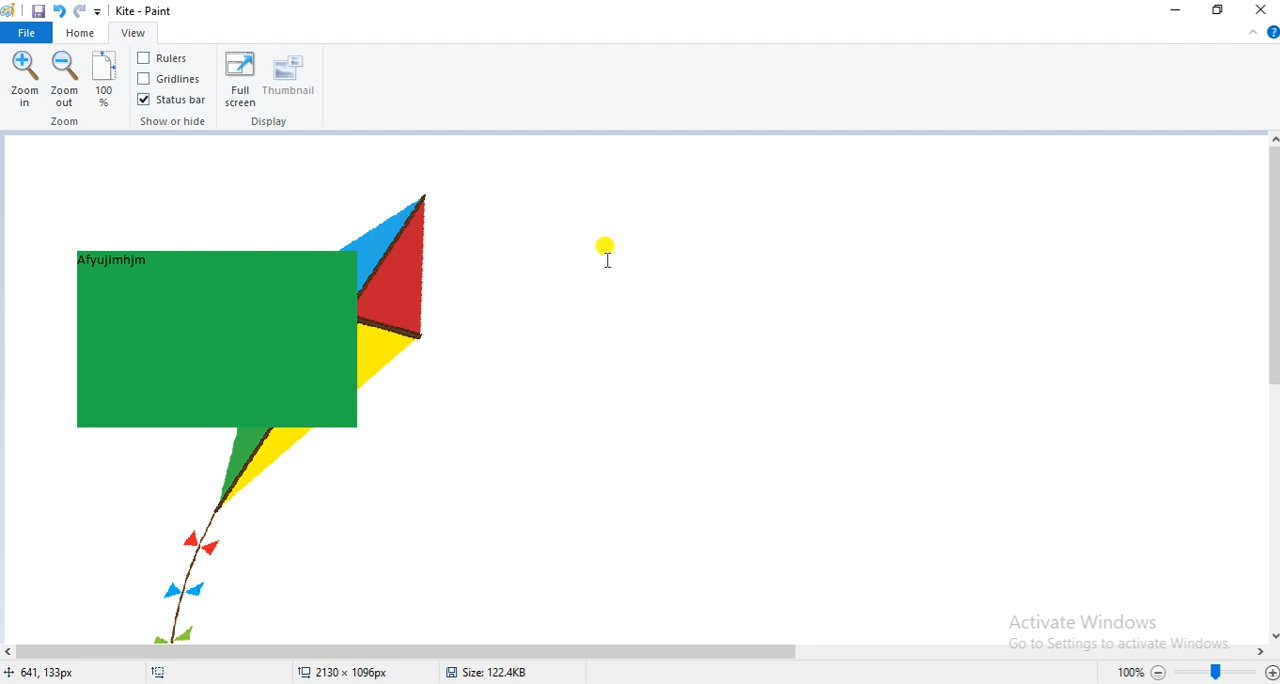 Kite - Paint
File Home View
Zoom in
Zoom out
100 %
Rulers
Gridlines
Status bar
Full screen
Thumbnail
Zoom
Show or hide
Display
Afyujimhjm
Activate Windows
Go to Settings to activate Windows.
641, 133px
2130 × 1096px
Size: 122.4KB
100%